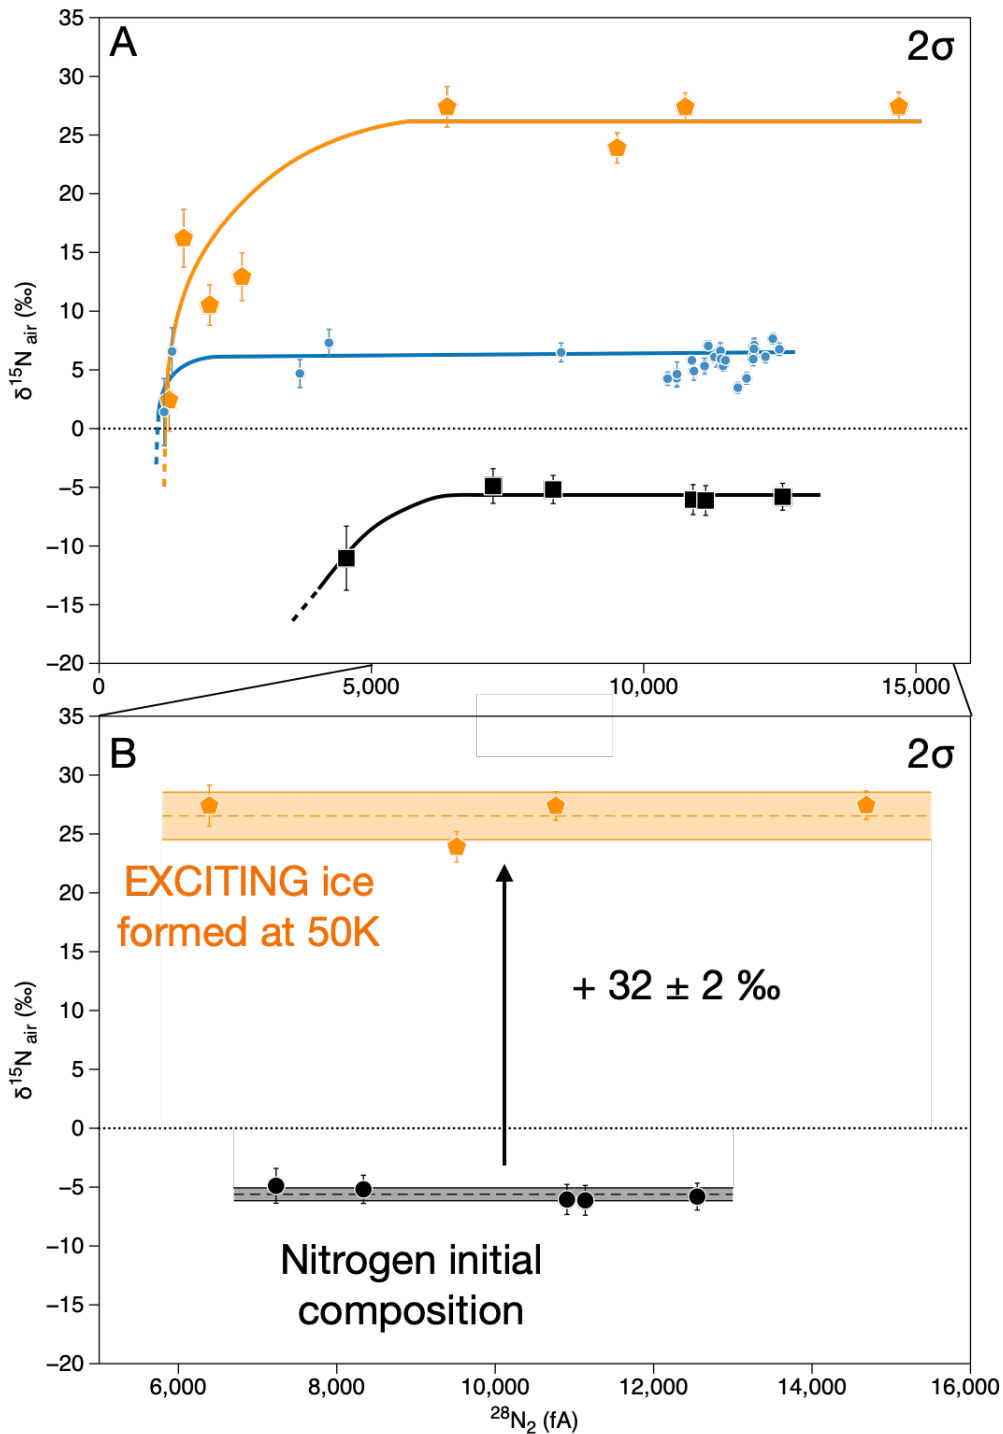 A
2σ
35
30
25
20
15
10
5
0
−5
−10
−15
−20
δ¹⁵N air (‰)
0
5,000
10,000
15,000
B
2σ
35
30
25
20
15
10
5
0
−5
−10
−15
−20
δ¹⁵N air (‰)
EXCITING ice
formed at 50K
+ 32 ± 2 ‰
Nitrogen initial
composition
6,000
8,000
10,000
12,000
14,000
16,000
²⁸N₂ (fA)